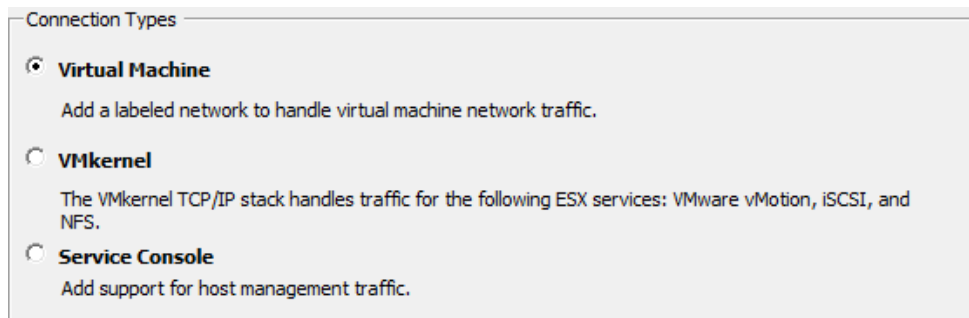 Connection Types
Virtual Machine
Add a labeled network to handle virtual machine network traffic.
VMkernel
The VMkernel TCP/IP stack handles traffic for the following ESX services: VMware vMotion, iSCSI, and
NFS.
Service Console
Add support for host management traffic.